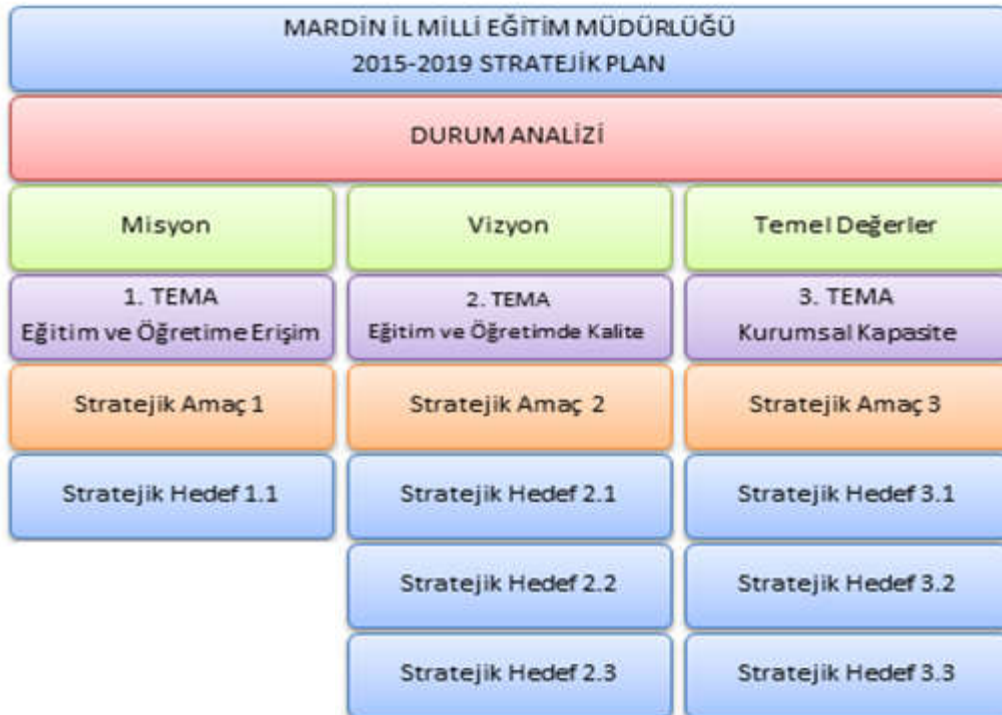 MARDİN İL MİLLİ EĞİTİM MÜDÜRLÜĞÜ
2015-2019 STRATEJİK PLAN
DURUM ANALİZİ
Misyon
Vizyon
Temel Değerler
1. TEMA
Eğitim ve Öğretime Erişim
2. TEMA
Eğitim ve Öğretimde Kalite
3. TEMA
Kurumsal Kapasite
Stratejik Amaç 1
Stratejik Amaç 2
Stratejik Amaç 3
Stratejik Hedef 1.1
Stratejik Hedef 2.1
Stratejik Hedef 3.1
Stratejik Hedef 2.2
Stratejik Hedef 3.2
Stratejik Hedef 2.3
Stratejik Hedef 3.3